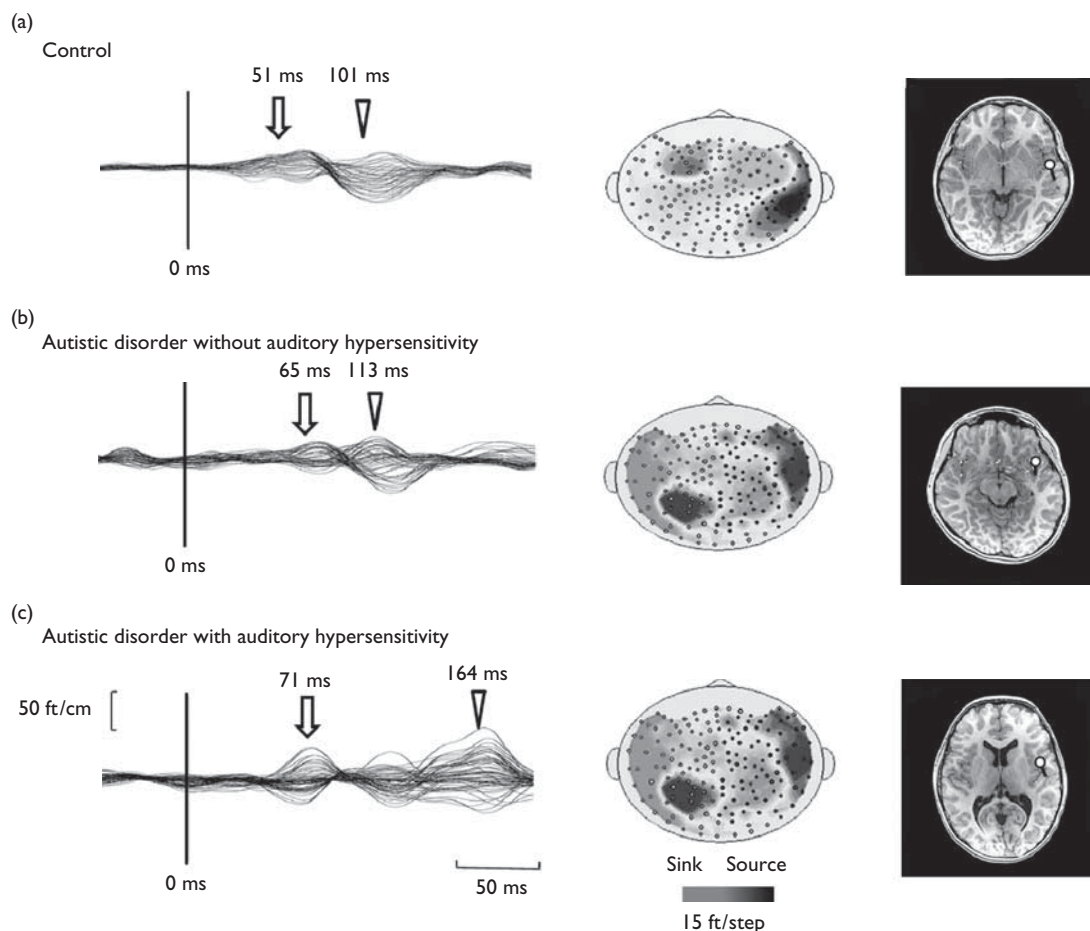 (a)
Control
51 ms 101 ms
0 ms
(b)
Autistic disorder without auditory hypersensitivity
65 ms 113 ms
0 ms
(c)
Autistic disorder with auditory hypersensitivity
71 ms 164 ms
50 ft/cm
0 ms
50 ms
Sink Source
15 ft/step